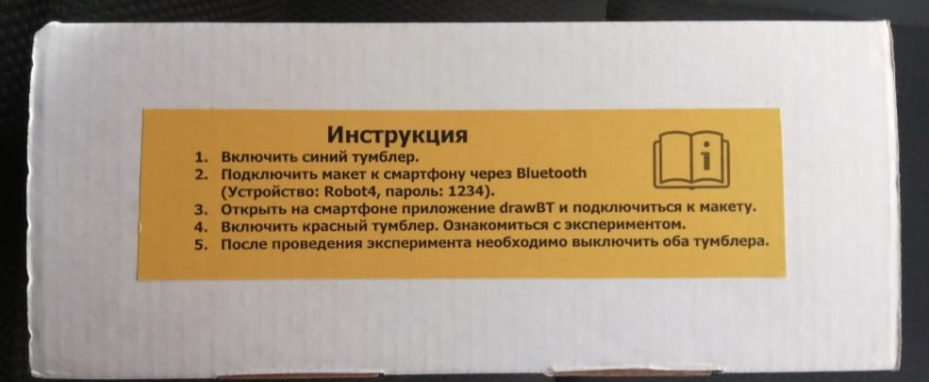 Инструкция
1. Включить синий тумблер.
2. Подключить макет к смартфону через Bluetooth
(Устройство: Robot4, пароль: 1234).
3. Открыть на смартфоне приложение drawBT и подключиться к макету.
4. Включить красный тумблер. Ознакомиться с экспериментом.
5. После проведения эксперимента необходимо выключить оба тумблера.